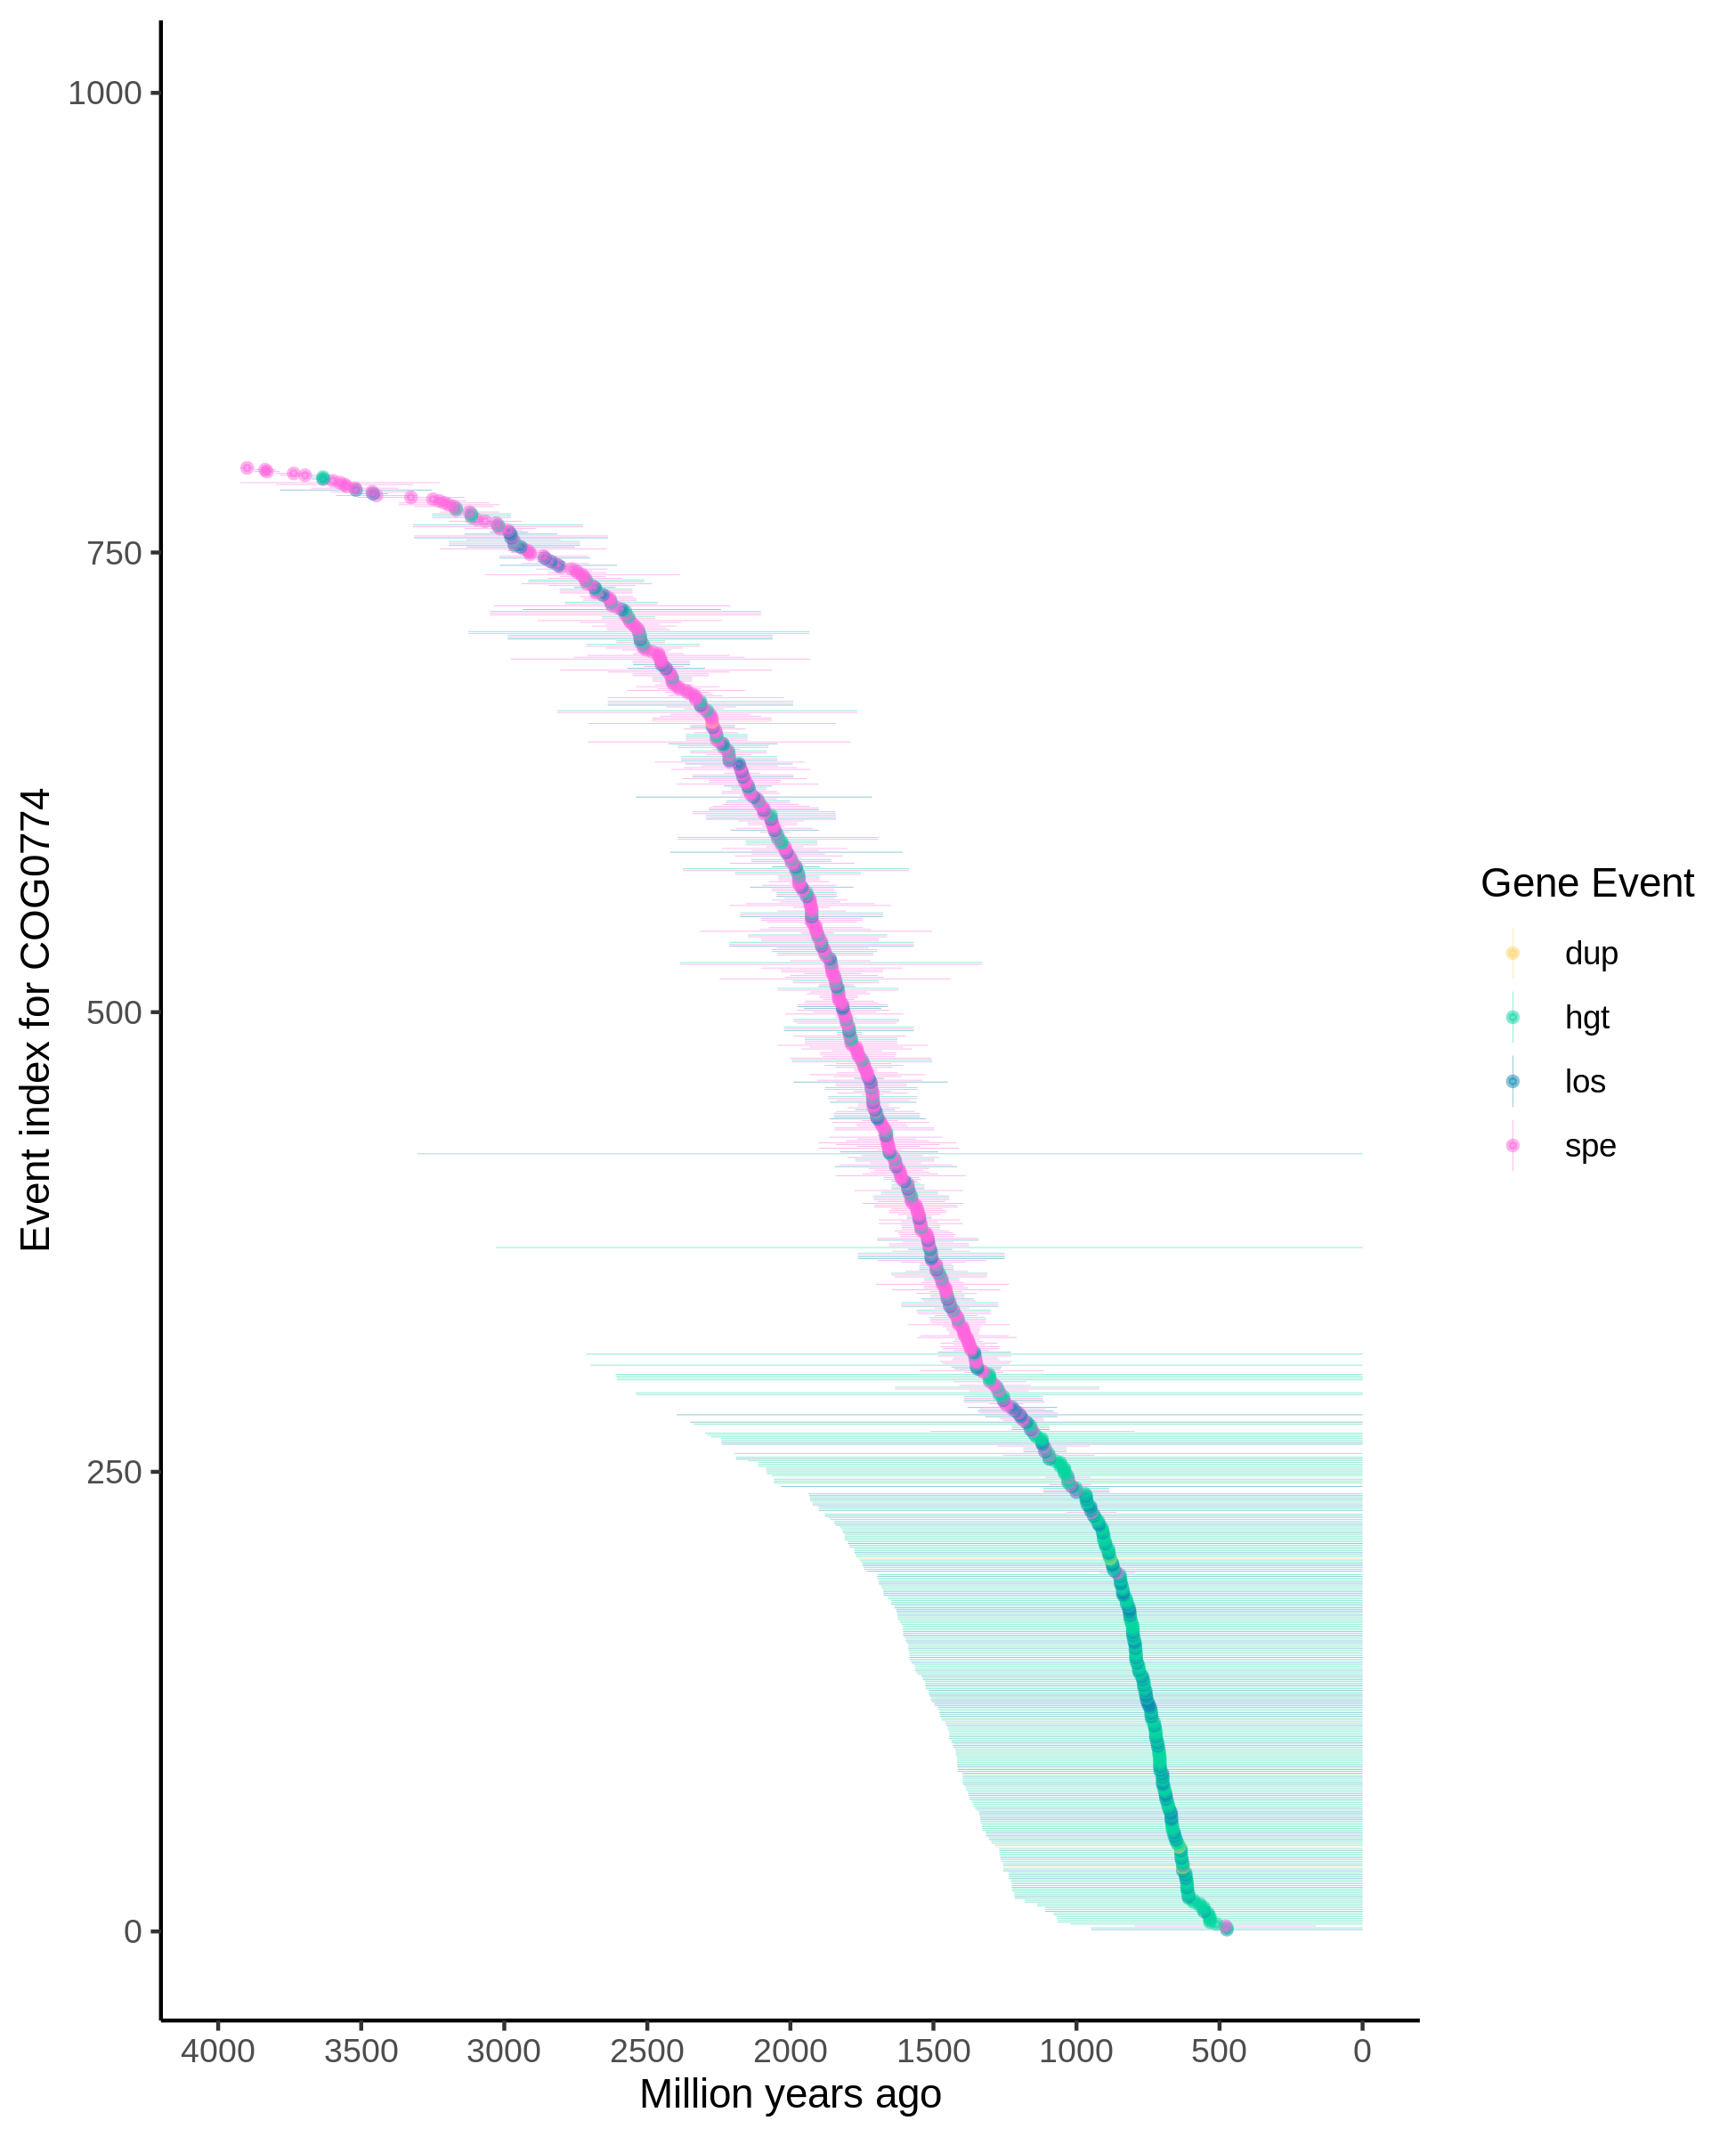 1000
750
500
250
0
Event index for COG0774
4000 3500 3000 2500 2000 1500 1000 500 0
Million years ago
Gene Event
dup
hgt
los
spe